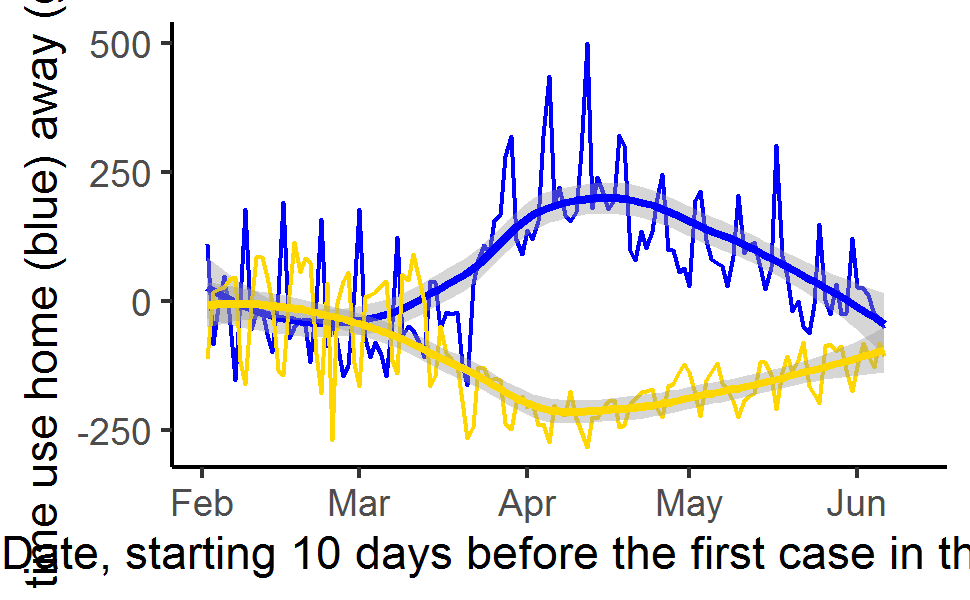 time use home (blue) away (
500
250
0
-250
Feb Mar Apr May Jun
Date, starting 10 days before the first case in th